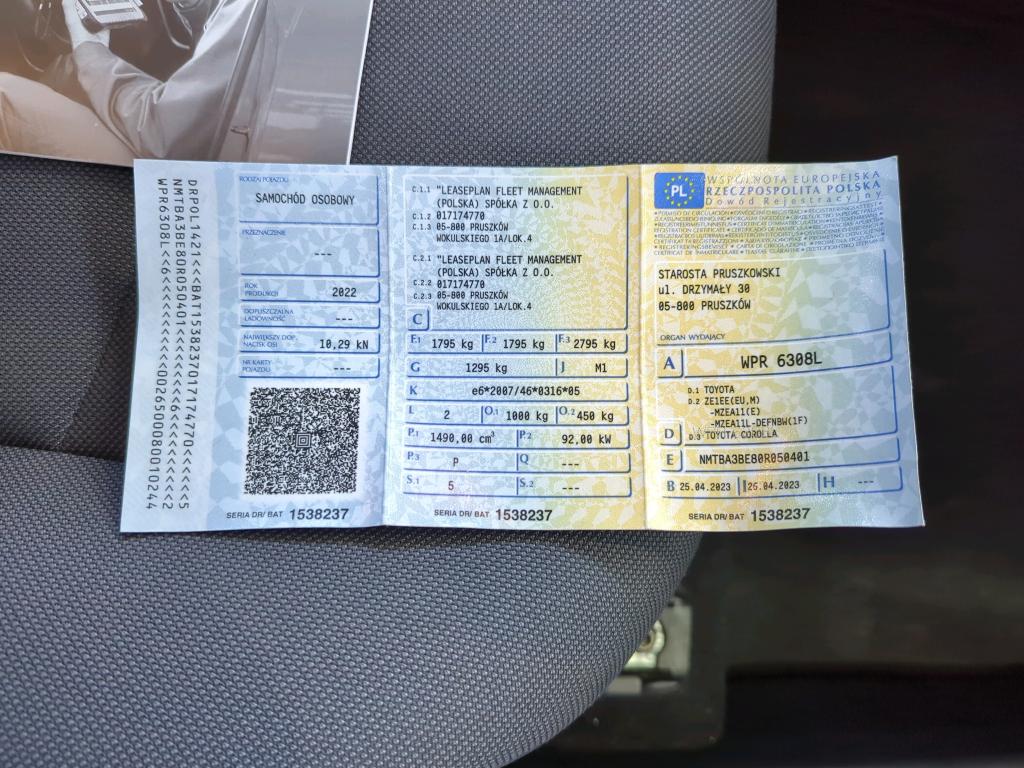 DRPOL1421<<BAT1538237017174770<<<<<5
NMTBA3BE80R050401<<<<<<<<<<6<<<<<<2
WPR6308L<<6<<<<<<<<<<<0026500080010244
RODZAJ POJAZDU
SAMOCHÓD OSOBOWY
PRZEZNACZENIE
---
ROK
PRODUKCJI 2022
DOPUSZCZALNA
ŁADOWNOŚĆ ---
NAJWIĘKSZY DOP.
NACISK OSI 10,29 kN
NR KARTY
POJAZDU ---
SERIA DR/ BAT 1538237
C.1.1 "LEASEPLAN FLEET MANAGEMENT
(POLSKA) SPÓŁKA Z O.O.
C.1.2 017174770
C.1.3 05-800 PRUSZKÓW
WOKULSKIEGO 1A/LOK.4
C.2.1 "LEASEPLAN FLEET MANAGEMENT
(POLSKA) SPÓŁKA Z O.O.
C.2.2 017174770
C.2.3 05-800 PRUSZKÓW
WOKULSKIEGO 1A/LOK.4
C
F.1 1795 kg F.2 1795 kg F.3 2795 kg
G 1295 kg J M1
K e6*2007/46*0316*05
L 2 O.1 1000 kg O.2 450 kg
P.1 1490,00 cm³ P.2 92,00 kW
P.3 P Q ---
S.1 5 S.2 ---
SERIA DR/ BAT 1538237
PL
WSPÓLNOTA EUROPEJSKA
RZECZPOSPOLITA POLSKA
Dowód Rejestracyjny
STAROSTA PRUSZKOWSKI
ul. DRZYMAŁY 30
05-800 PRUSZKÓW
ORGAN WYDAJĄCY
A WPR 6308L
D.1 TOYOTA
D.2 ZE1EE(EU,M)
-MZEA11(E)
-MZEA11L-DEFNBW(1F)
D D.3 TOYOTA COROLLA
E NMTBA3BE80R050401
B 25.04.2023 I 26.04.2023 H ---
SERIA DR/ BAT 1538237